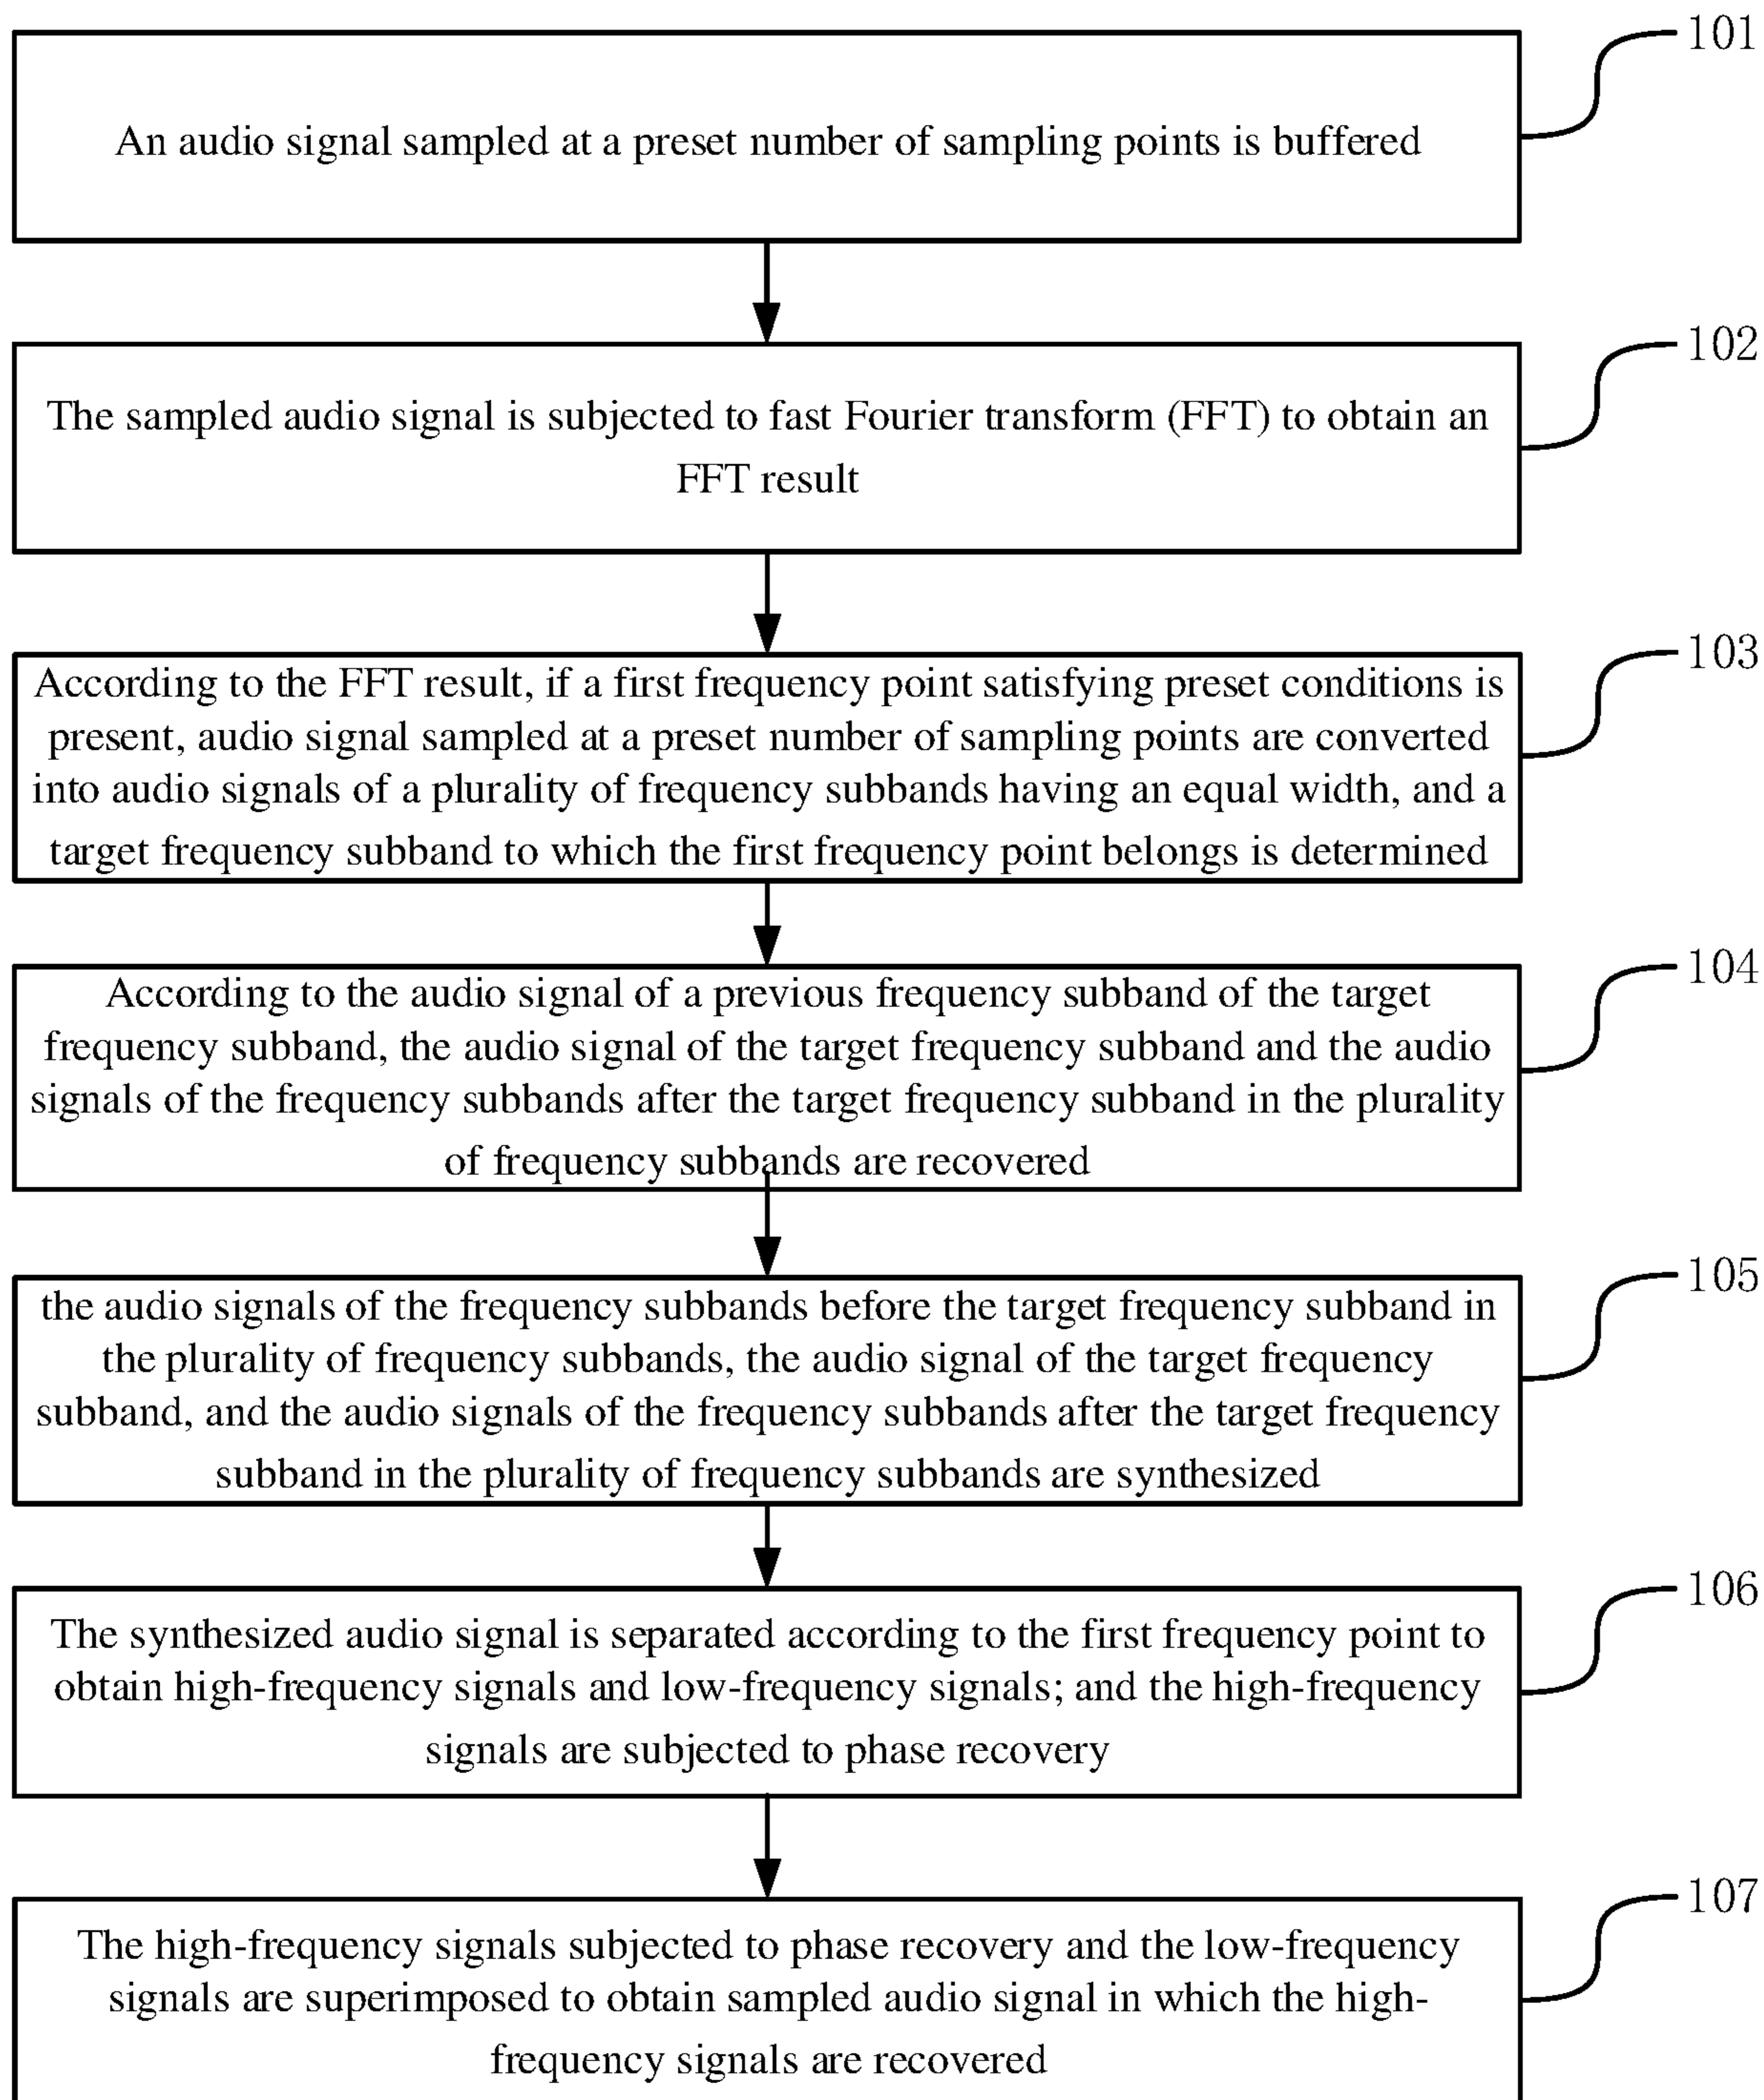 101
An audio signal sampled at a preset number of sampling points is buffered
102
The sampled audio signal is subjected to fast Fourier transform (FFT) to obtain an
FFT result
103
According to the FFT result, if a first frequency point satisfying preset conditions is
present, audio signal sampled at a preset number of sampling points are converted
into audio signals of a plurality of frequency subbands having an equal width, and a
target frequency subband to which the first frequency point belongs is determined
104
According to the audio signal of a previous frequency subband of the target
frequency subband, the audio signal of the target frequency subband and the audio
signals of the frequency subbands after the target frequency subband in the plurality
of frequency subbands are recovered
105
the audio signals of the frequency subbands before the target frequency subband in
the plurality of frequency subbands, the audio signal of the target frequency
subband, and the audio signals of the frequency subbands after the target frequency
subband in the plurality of frequency subbands are synthesized
106
The synthesized audio signal is separated according to the first frequency point to
obtain high-frequency signals and low-frequency signals; and the high-frequency
signals are subjected to phase recovery
107
The high-frequency signals subjected to phase recovery and the low-frequency
signals are superimposed to obtain sampled audio signal in which the high-
frequency signals are recovered